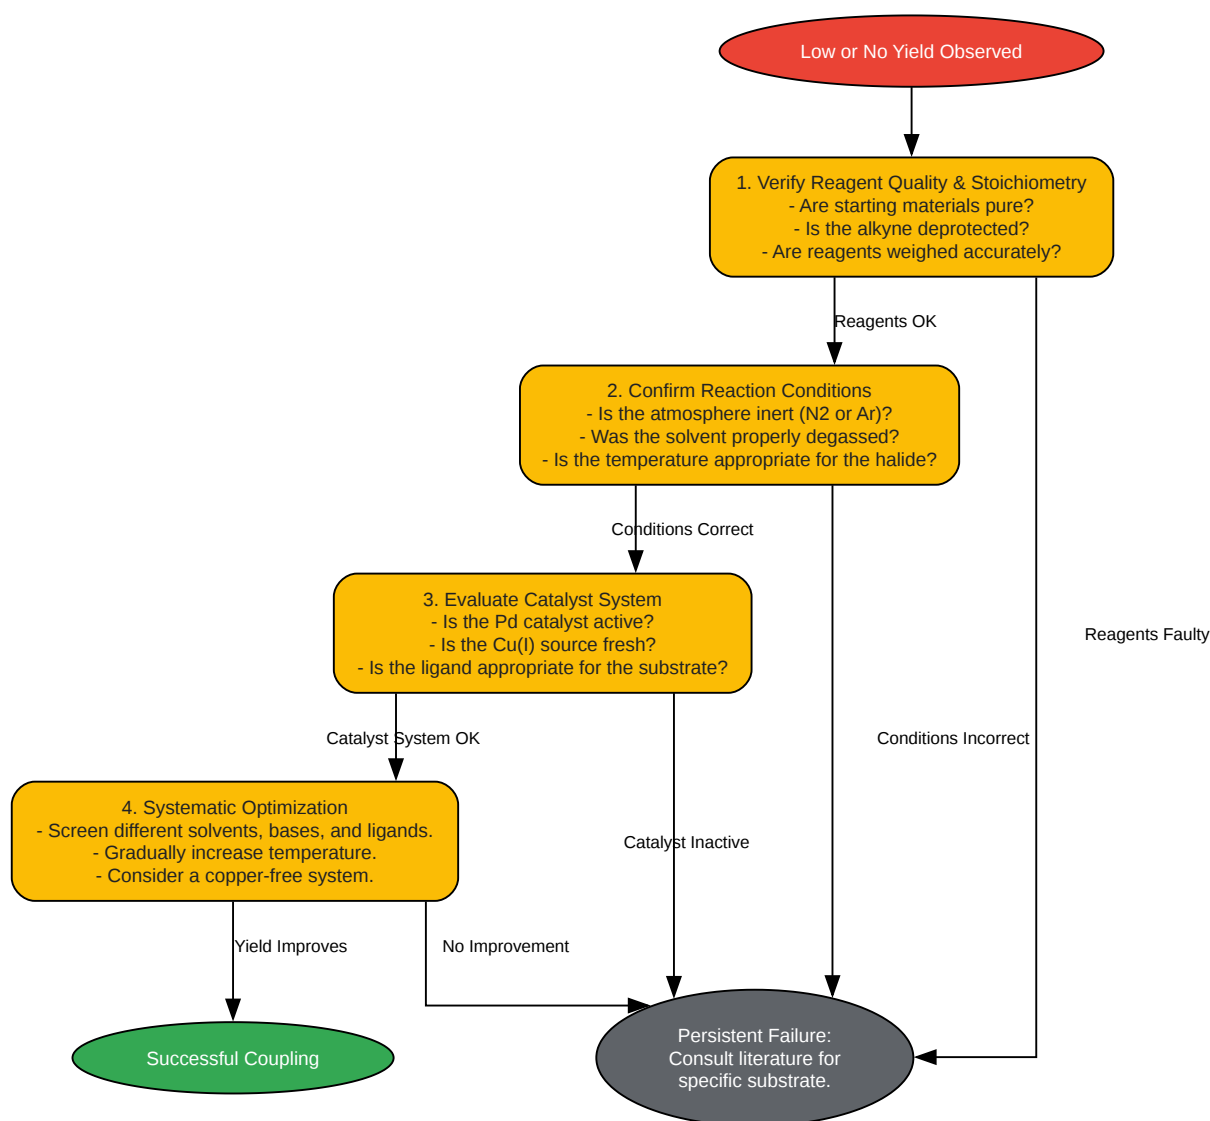 Low or No Yield Observed
1. Verify Reagent Quality & Stoichiometry
- Are starting materials pure?
- Is the alkyne deprotected?
- Are reagents weighed accurately?
Reagents OK
2. Confirm Reaction Conditions
- Is the atmosphere inert (N2 or Ar)?
- Was the solvent properly degassed?
- Is the temperature appropriate for the halide?
Conditions Correct
3. Evaluate Catalyst System
- Is the Pd catalyst active?
- Is the Cu(I) source fresh?
- Is the ligand appropriate for the substrate?
Reagents Faulty
Catalyst System OK
Conditions Incorrect
4. Systematic Optimization
- Screen different solvents, bases, and ligands.
- Gradually increase temperature.
- Consider a copper-free system.
Catalyst Inactive
Yield Improves
No Improvement
Successful Coupling
Persistent Failure:
Consult literature for
specific substrate.